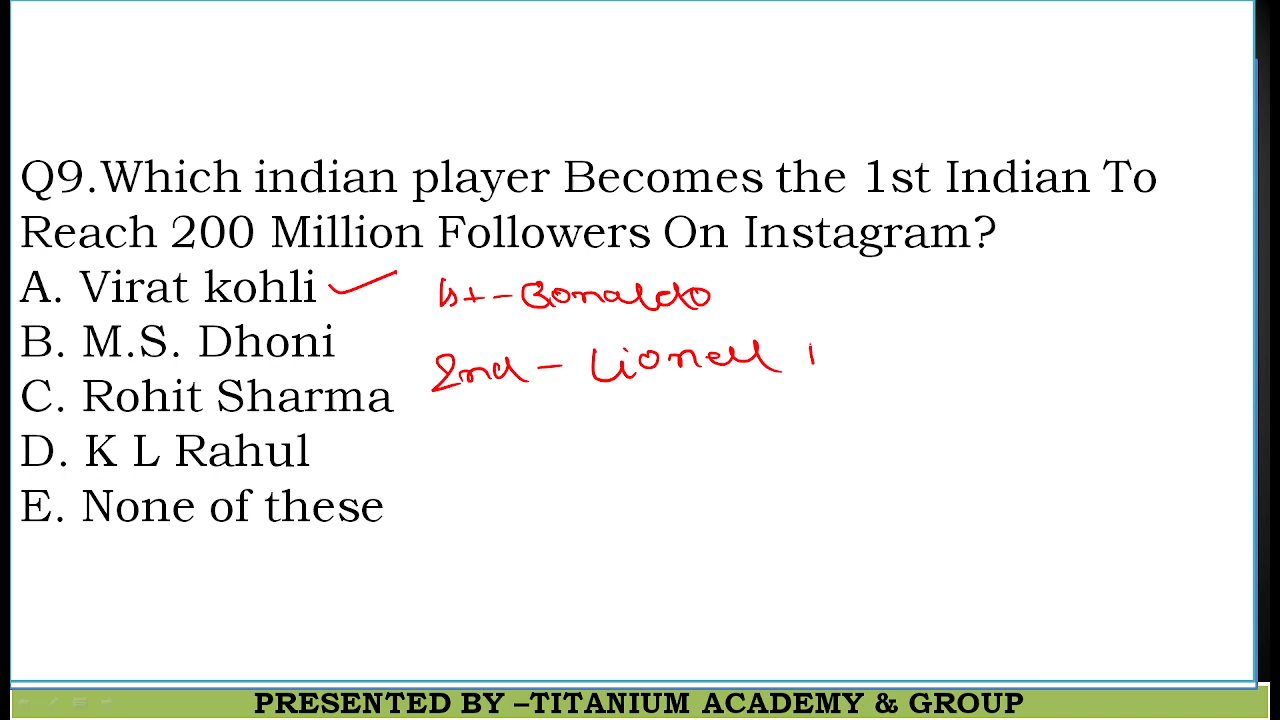 Q9.Which indian player Becomes the 1st Indian To
Reach 200 Million Followers On Instagram?
A. Virat kohli
1st - Ronaldo
B. M.S. Dhoni
2nd - Lionell
C. Rohit Sharma
D. K L Rahul
E. None of these
PRESENTED BY –TITANIUM ACADEMY & GROUP